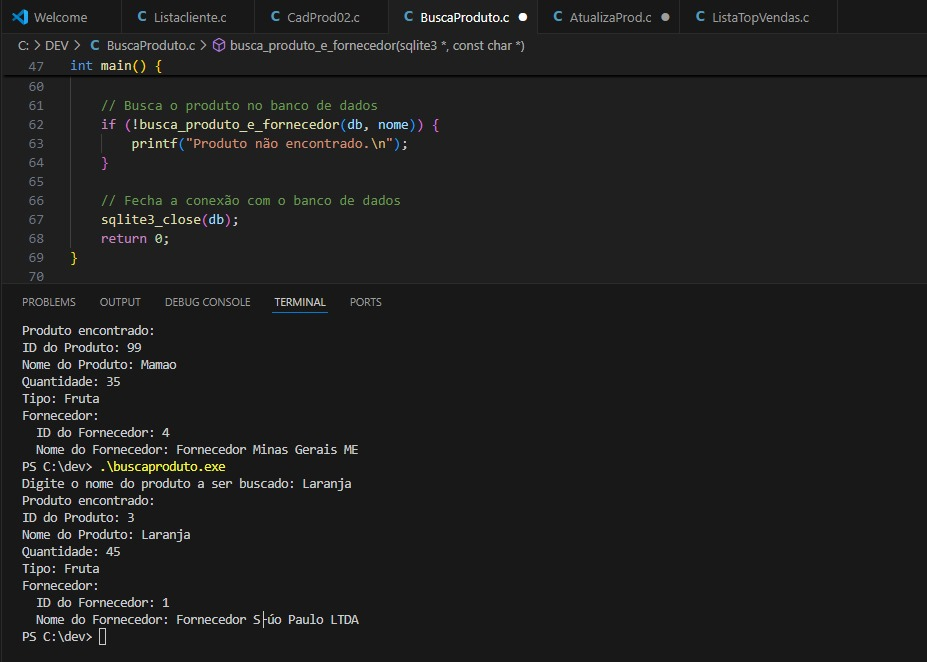 Welcome C Listacliente.c C CadProd02.c C BuscaProduto.c ● C AtualizaProd.c ● C ListaTopVendas.c
C: > DEV > C BuscaProduto.c > busca_produto_e_fornecedor(sqlite3 *, const char *)
47 int main() {
60
61 // Busca o produto no banco de dados
62 if (!busca_produto_e_fornecedor(db, nome)) {
63 printf("Produto não encontrado.\n");
64 }
65
66 // Fecha a conexão com o banco de dados
67 sqlite3_close(db);
68 return 0;
69 }
70
PROBLEMS OUTPUT DEBUG CONSOLE TERMINAL PORTS
Produto encontrado:
ID do Produto: 99
Nome do Produto: Mamao
Quantidade: 35
Tipo: Fruta
Fornecedor:
ID do Fornecedor: 4
Nome do Fornecedor: Fornecedor Minas Gerais ME
PS C:\dev> .\buscaproduto.exe
Digite o nome do produto a ser buscado: Laranja
Produto encontrado:
ID do Produto: 3
Nome do Produto: Laranja
Quantidade: 45
Tipo: Fruta
Fornecedor:
ID do Fornecedor: 1
Nome do Fornecedor: Fornecedor S├úo Paulo LTDA
PS C:\dev>